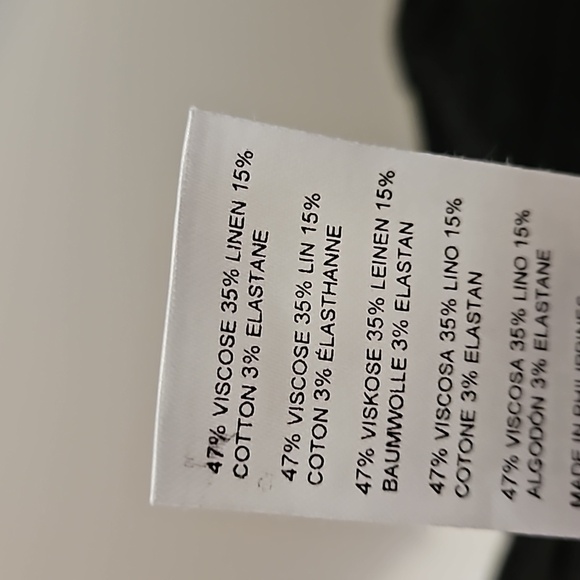 47% VISCOSE 35% LINEN 15%
COTTON 3% ELASTANE
47% VISCOSE 35% LIN 15%
COTON 3% ÉLASTHANNE
47% VISKOSE 35% LEINEN 15%
BAUMWOLLE 3% ELASTAN
47% VISCOSA 35% LINO 15%
COTONE 3% ELASTAN
47% VISCOSA 35% LINO 15%
ALGODÓN 3% ELASTANE
MADE IN